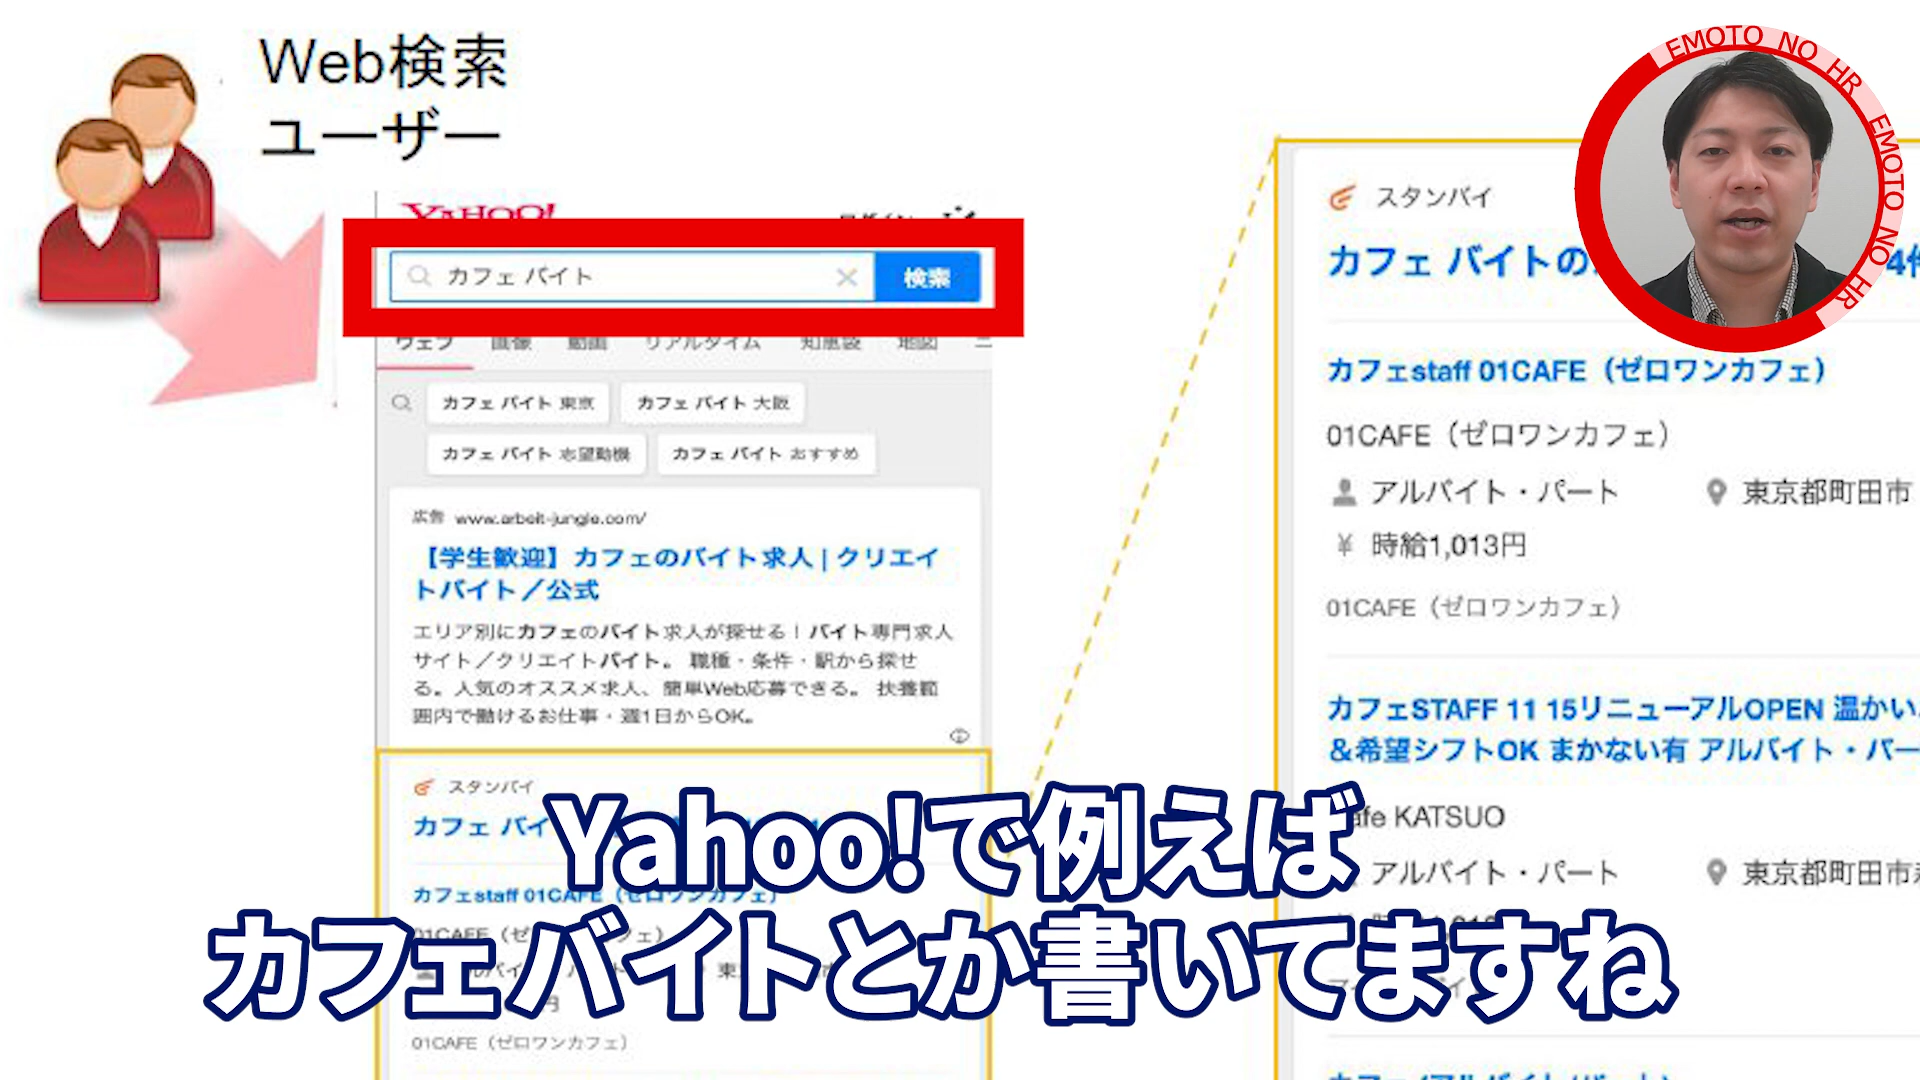 Web検索
ユーザー
EMOTO NO HR EMOTO NO HR
YAHOO!
カフェ バイト
検索
ウェブ 画像 動画 リアルタイム 知恵袋 地図
カフェ バイト 東京
カフェ バイト 大阪
カフェ バイト 志望動機
カフェ バイト おすすめ
広告 www.arbeit-jungle.com/
【学生歓迎】カフェのバイト求人 | クリエイ
トバイト／公式
エリア別にカフェのバイト求人が探せる！バイト専門求人
サイト／クリエイトバイト。 職種・条件・駅から探せ
る。人気のオススメ求人、簡単Web応募できる。 扶養範
囲内で働けるお仕事・週1日からOK。
スタンバイ
カフェ バイ
カフェstaff 01CAFE（ゼロワンカフェ）
01CAFE（ゼ
01CAFE（ゼロワンカフェ）
スタンバイ
カフェ バイトの
4件
カフェstaff 01CAFE（ゼロワンカフェ）
01CAFE（ゼロワンカフェ）
アルバイト・パート
東京都町田市
¥ 時給1,013円
01CAFE（ゼロワンカフェ）
カフェSTAFF 11 15リニューアルOPEN 温かい
&希望シフトOK まかない有 アルバイト・パー
KATSUO
アルバイト・パート
東京都町田市
Yahoo!で例えば
カフェバイトとか書いてますね